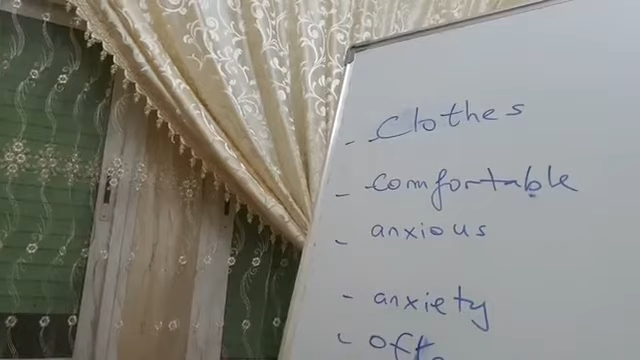 - Clothes
- comfortable
- anxious
- anxiety